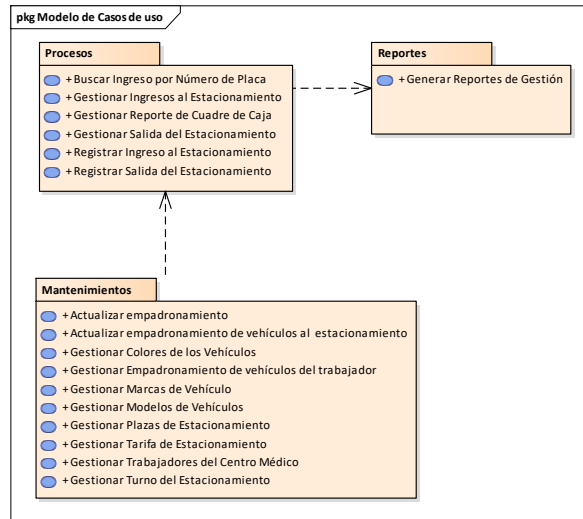 pkg Modelo de Casos de uso
Procesos
+Buscar Ingreso por Número de Placa
+Gestionar Ingresos al Estacionamiento
+Gestionar Reporte de Cuadre de Caja
+Gestionar Salida del Estacionamiento
+Registrar Ingreso al Estacionamiento
+Registrar Salida del Estacionamiento
Reportes
+Generar Reportes de Gestión
Mantenimientos
+Actualizar empadronamiento
+Actualizar empadronamiento de vehículos al estacionamiento
+Gestionar Colores de los Vehículos
+Gestionar Empadronamiento de vehículos del trabajador
+Gestionar Marcas de Vehículo
+Gestionar Modelos de Vehículos
+Gestionar Plazas de Estacionamiento
+Gestionar Tarifa de Estacionamiento
+Gestionar Trabajadores del Centro Médico
+Gestionar Turno del Estacionamiento